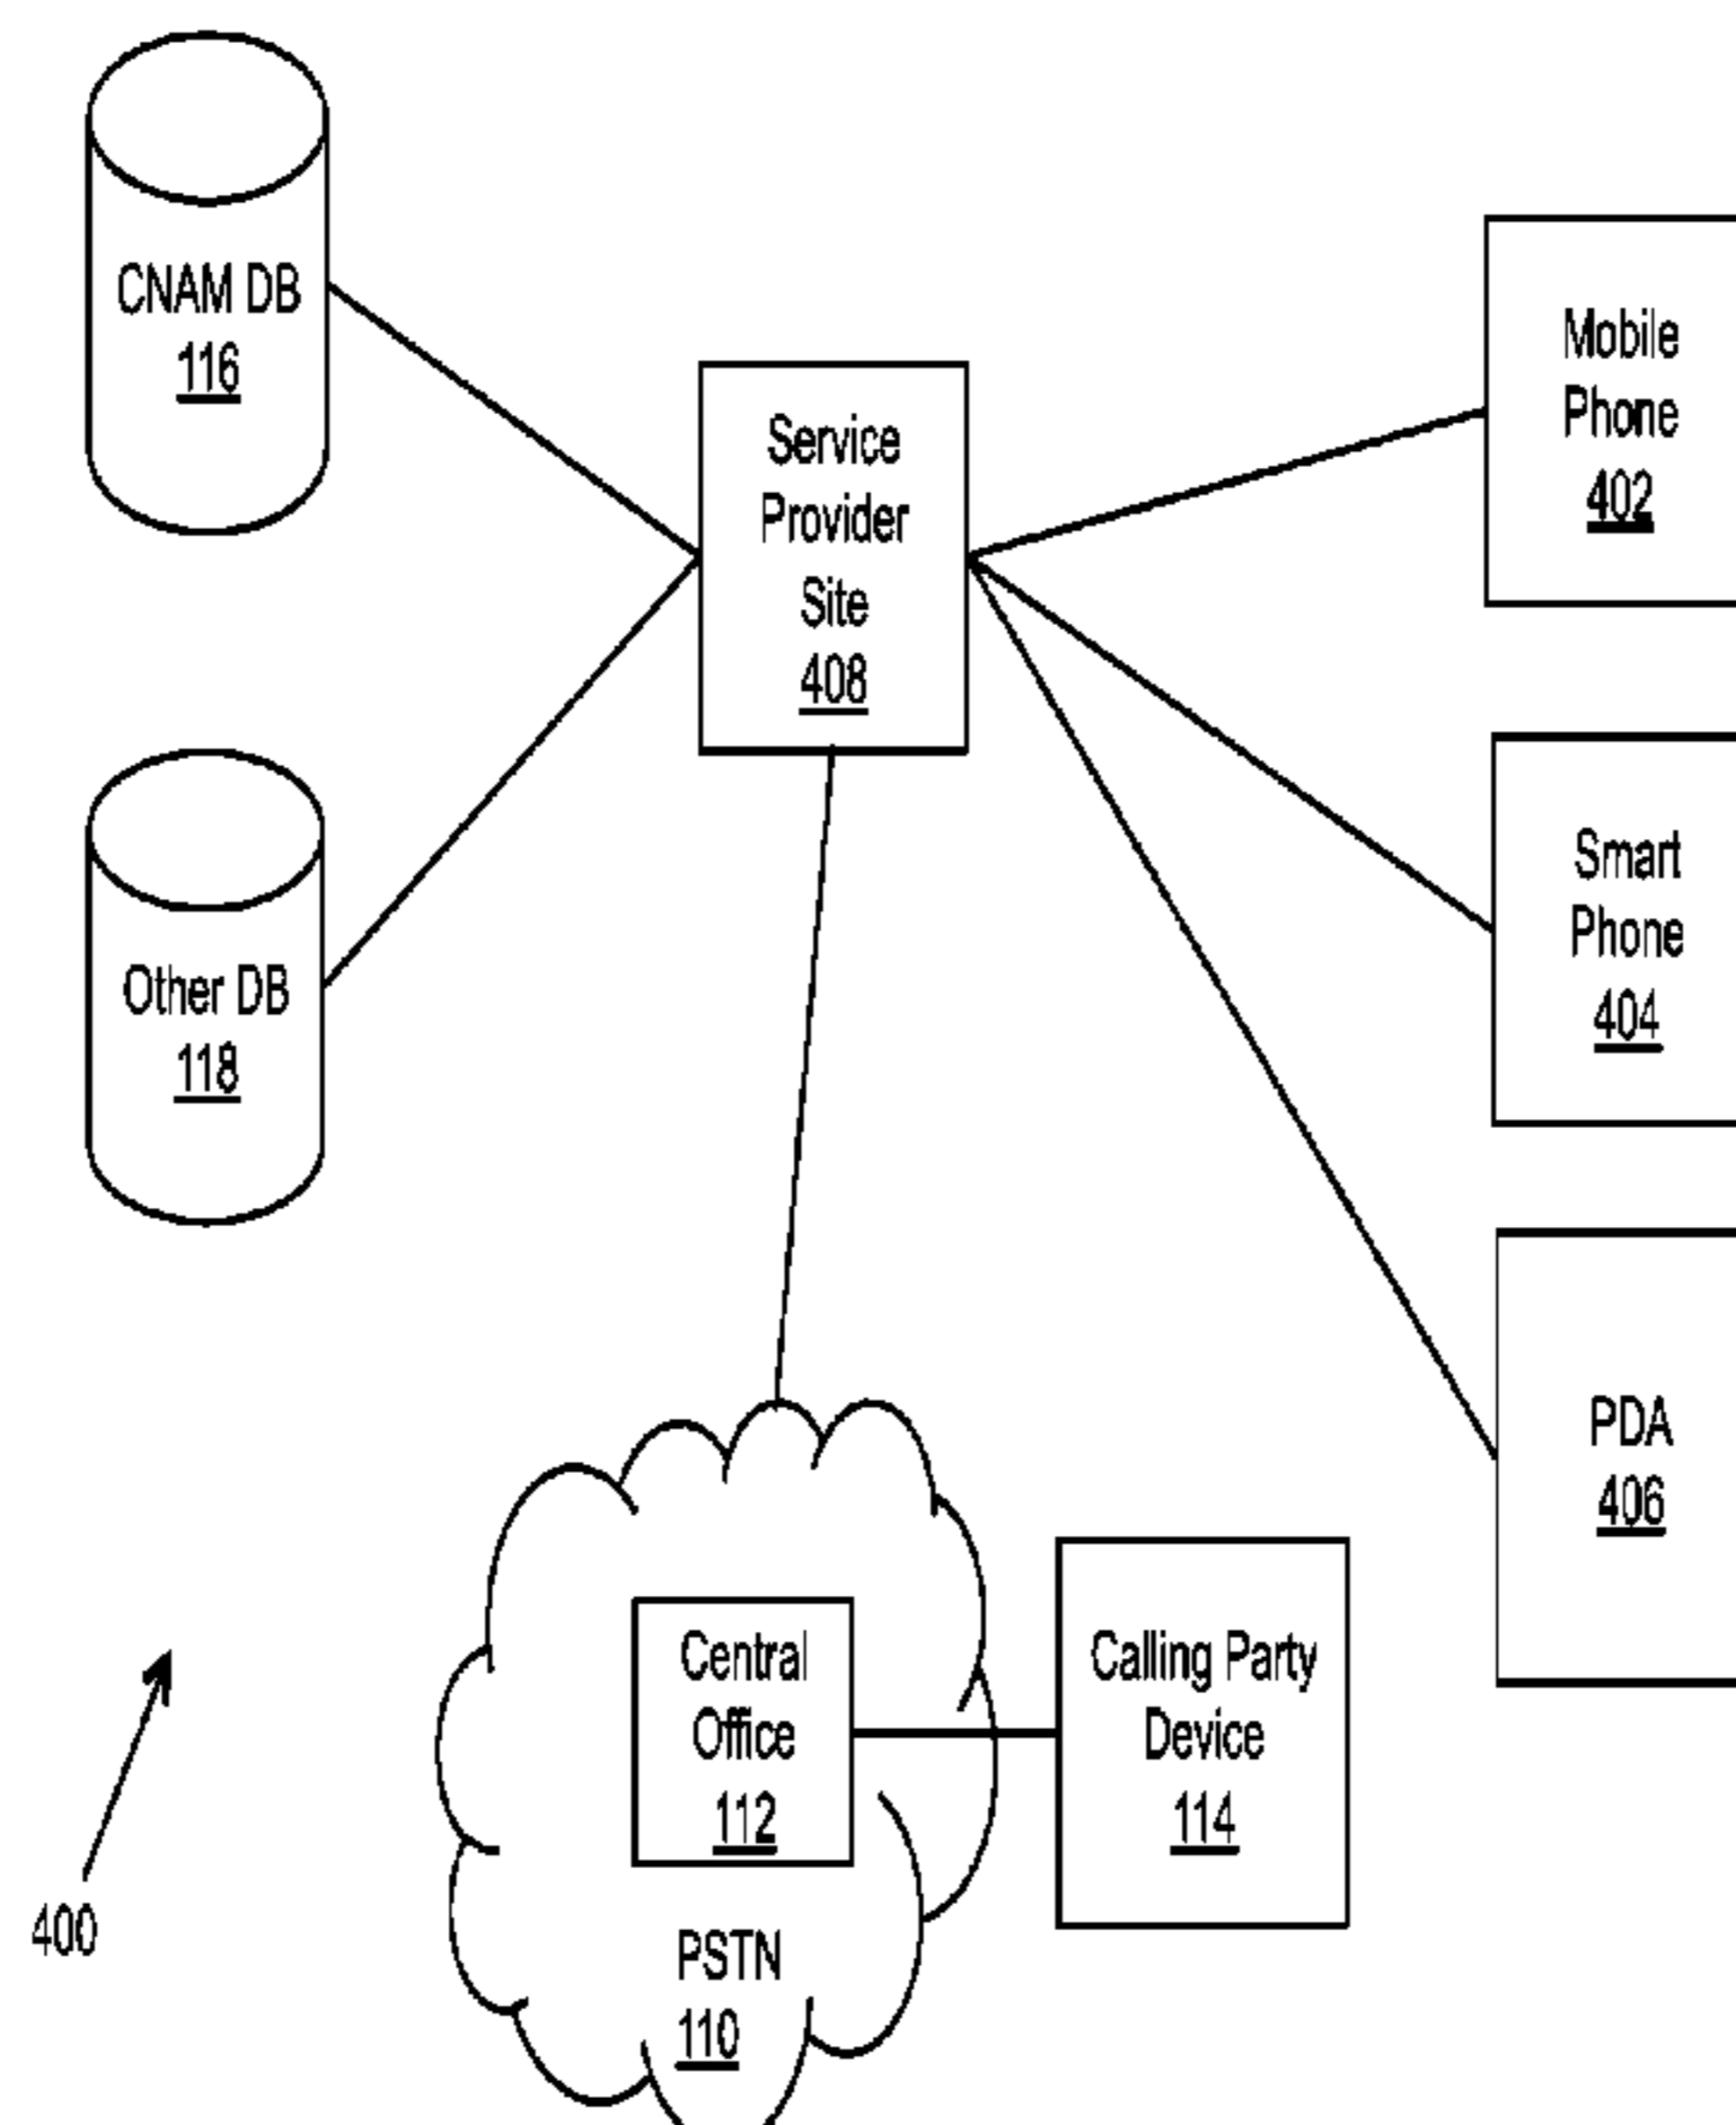 CNAM DB
116
Service
Provider
Site
408
Mobile
Phone
402
Other DB
118
Smart
Phone
404
PDA
406
Central
Office
112
Calling Party
Device
114
PSTN
110
400